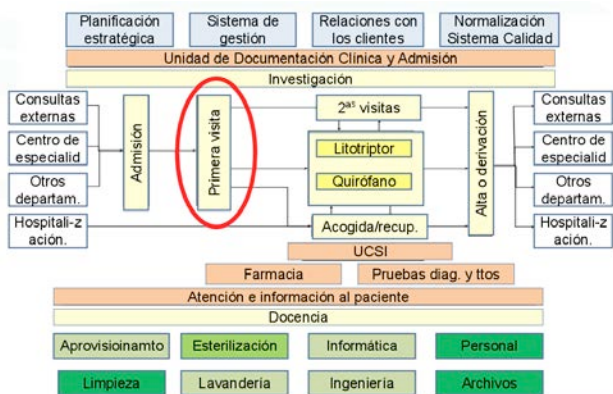 Planificación
estratégica
Sistema de
gestión
Relaciones con
los clientes
Normalización
Sistema Calidad
Unidad de Documentación Clínica y Admisión
Investigación
Consultas
externas
Centro de
especialid
Otros
departam.
Hospitali-z
ación.
Admisión
Primera visita
2as visitas
Litotriptor
Quirófano
Acogida/recup.
Alta o derivación
Consultas
externas
Centro de
especialid
Otros
departam.
Hospitali-z
ación.
UCSI
Farmacia
Pruebas diag. y ttos
Atención e información al paciente
Docencia
Aprovisioinamto
Esterilización
Informática
Personal
Limpieza
Lavandería
Ingeniería
Archivos